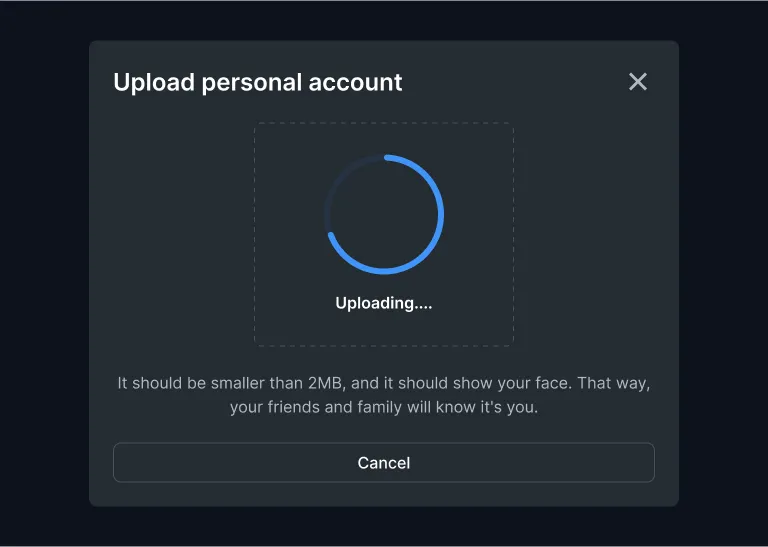 Upload personal account
Uploading....
It should be smaller than 2MB, and it should show your face. That way,
your friends and family will know it's you.
Cancel